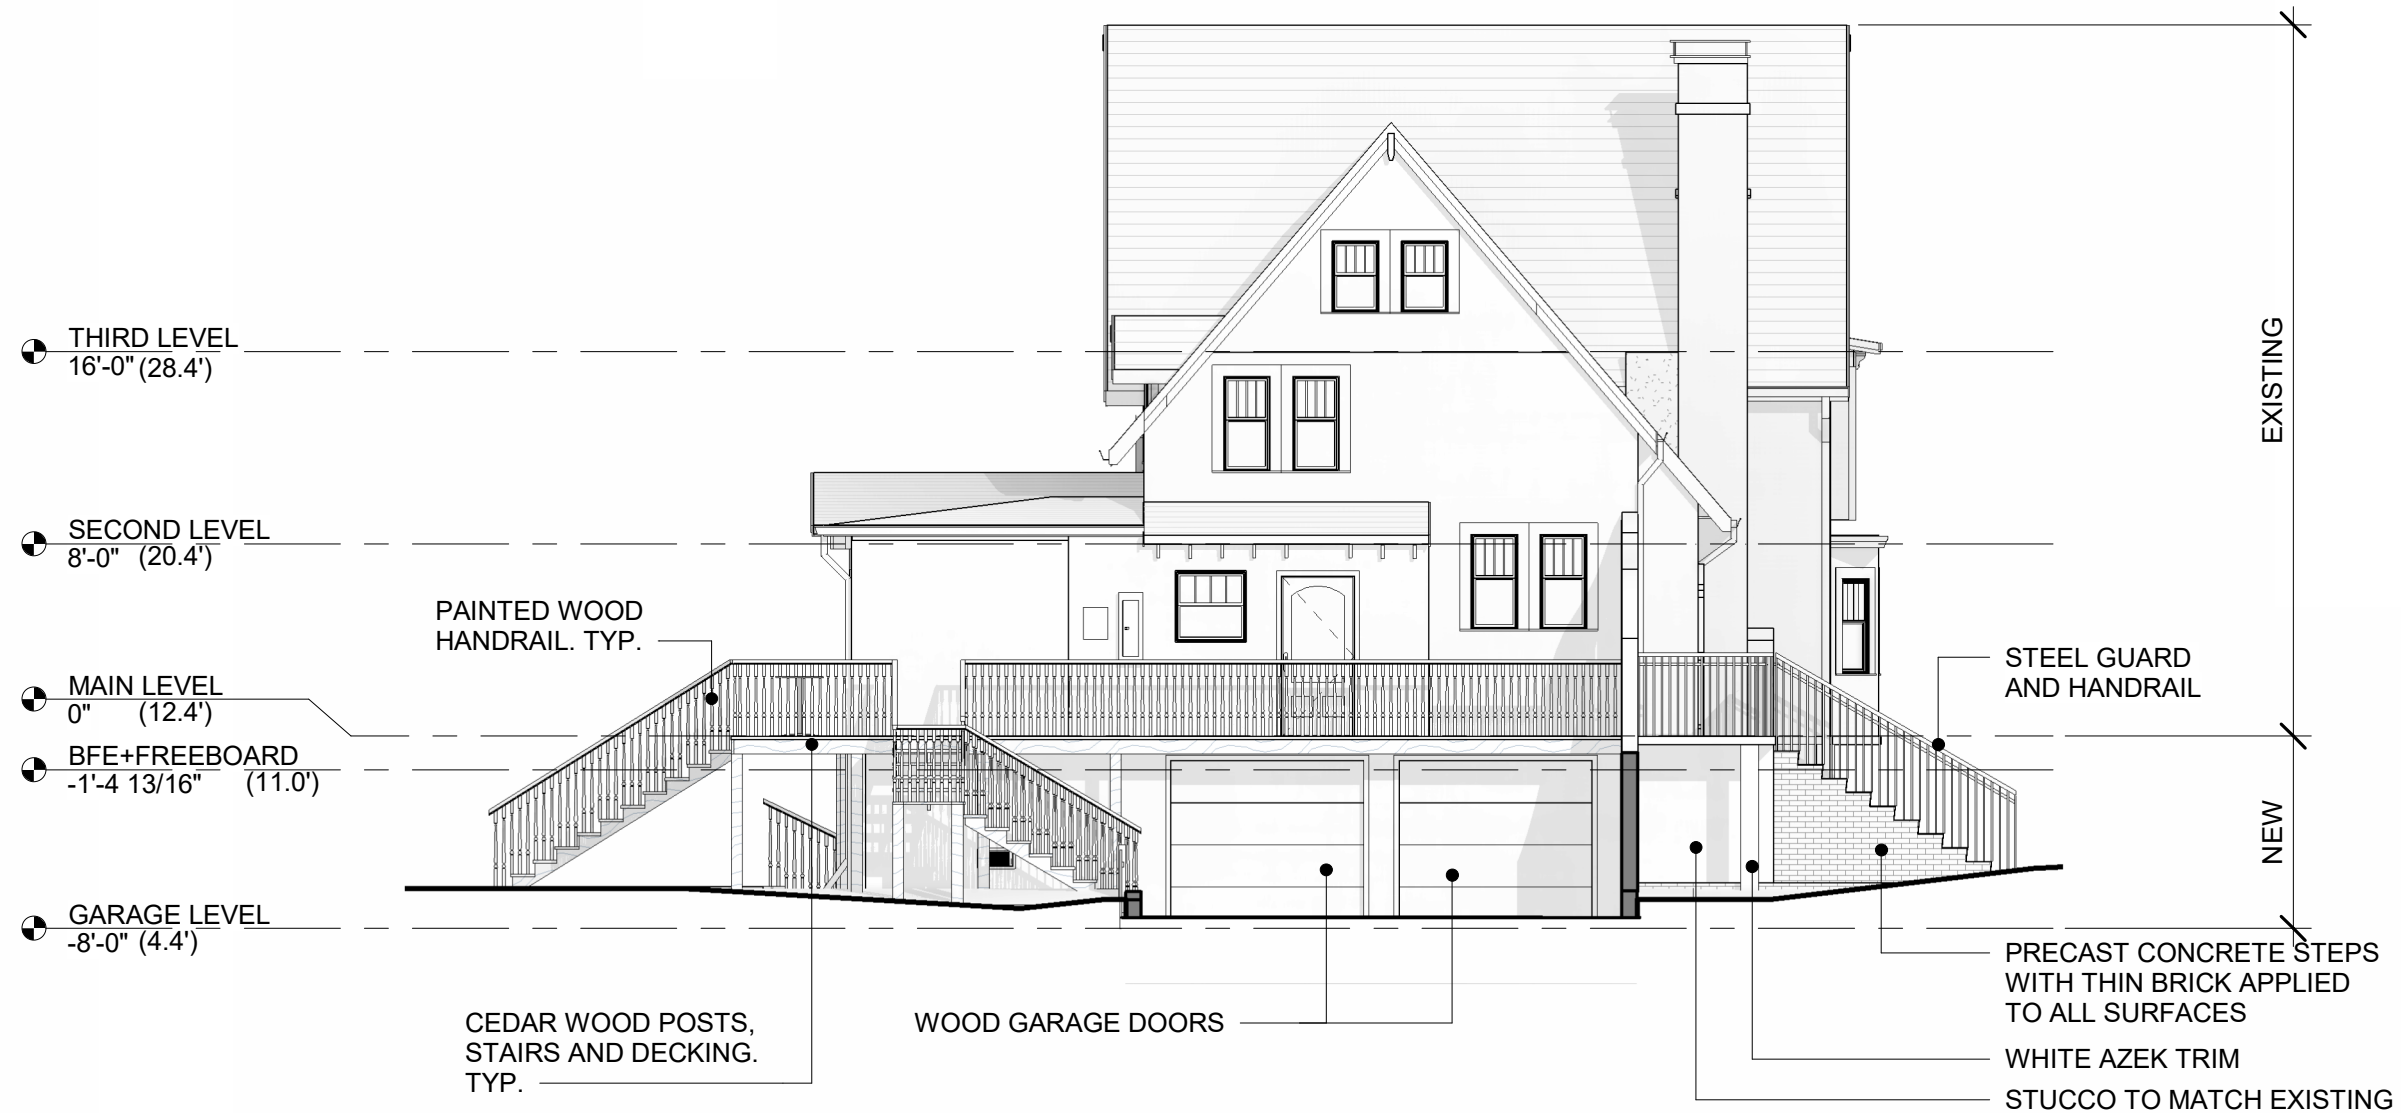 THIRD LEVEL
16'-0" (28.4')
EXISTING
SECOND LEVEL
8'-0" (20.4')
PAINTED WOOD
HANDRAIL. TYP.
STEEL GUARD
AND HANDRAIL
MAIN LEVEL
0" (12.4')
BFE+FREEBOARD
-1'-4 13/16" (11.0')
NEW
GARAGE LEVEL
-8'-0" (4.4')
PRECAST CONCRETE STEPS
WITH THIN BRICK APPLIED
TO ALL SURFACES
CEDAR WOOD POSTS,
STAIRS AND DECKING.
TYP.
WOOD GARAGE DOORS
WHITE AZEK TRIM
STUCCO TO MATCH EXISTING